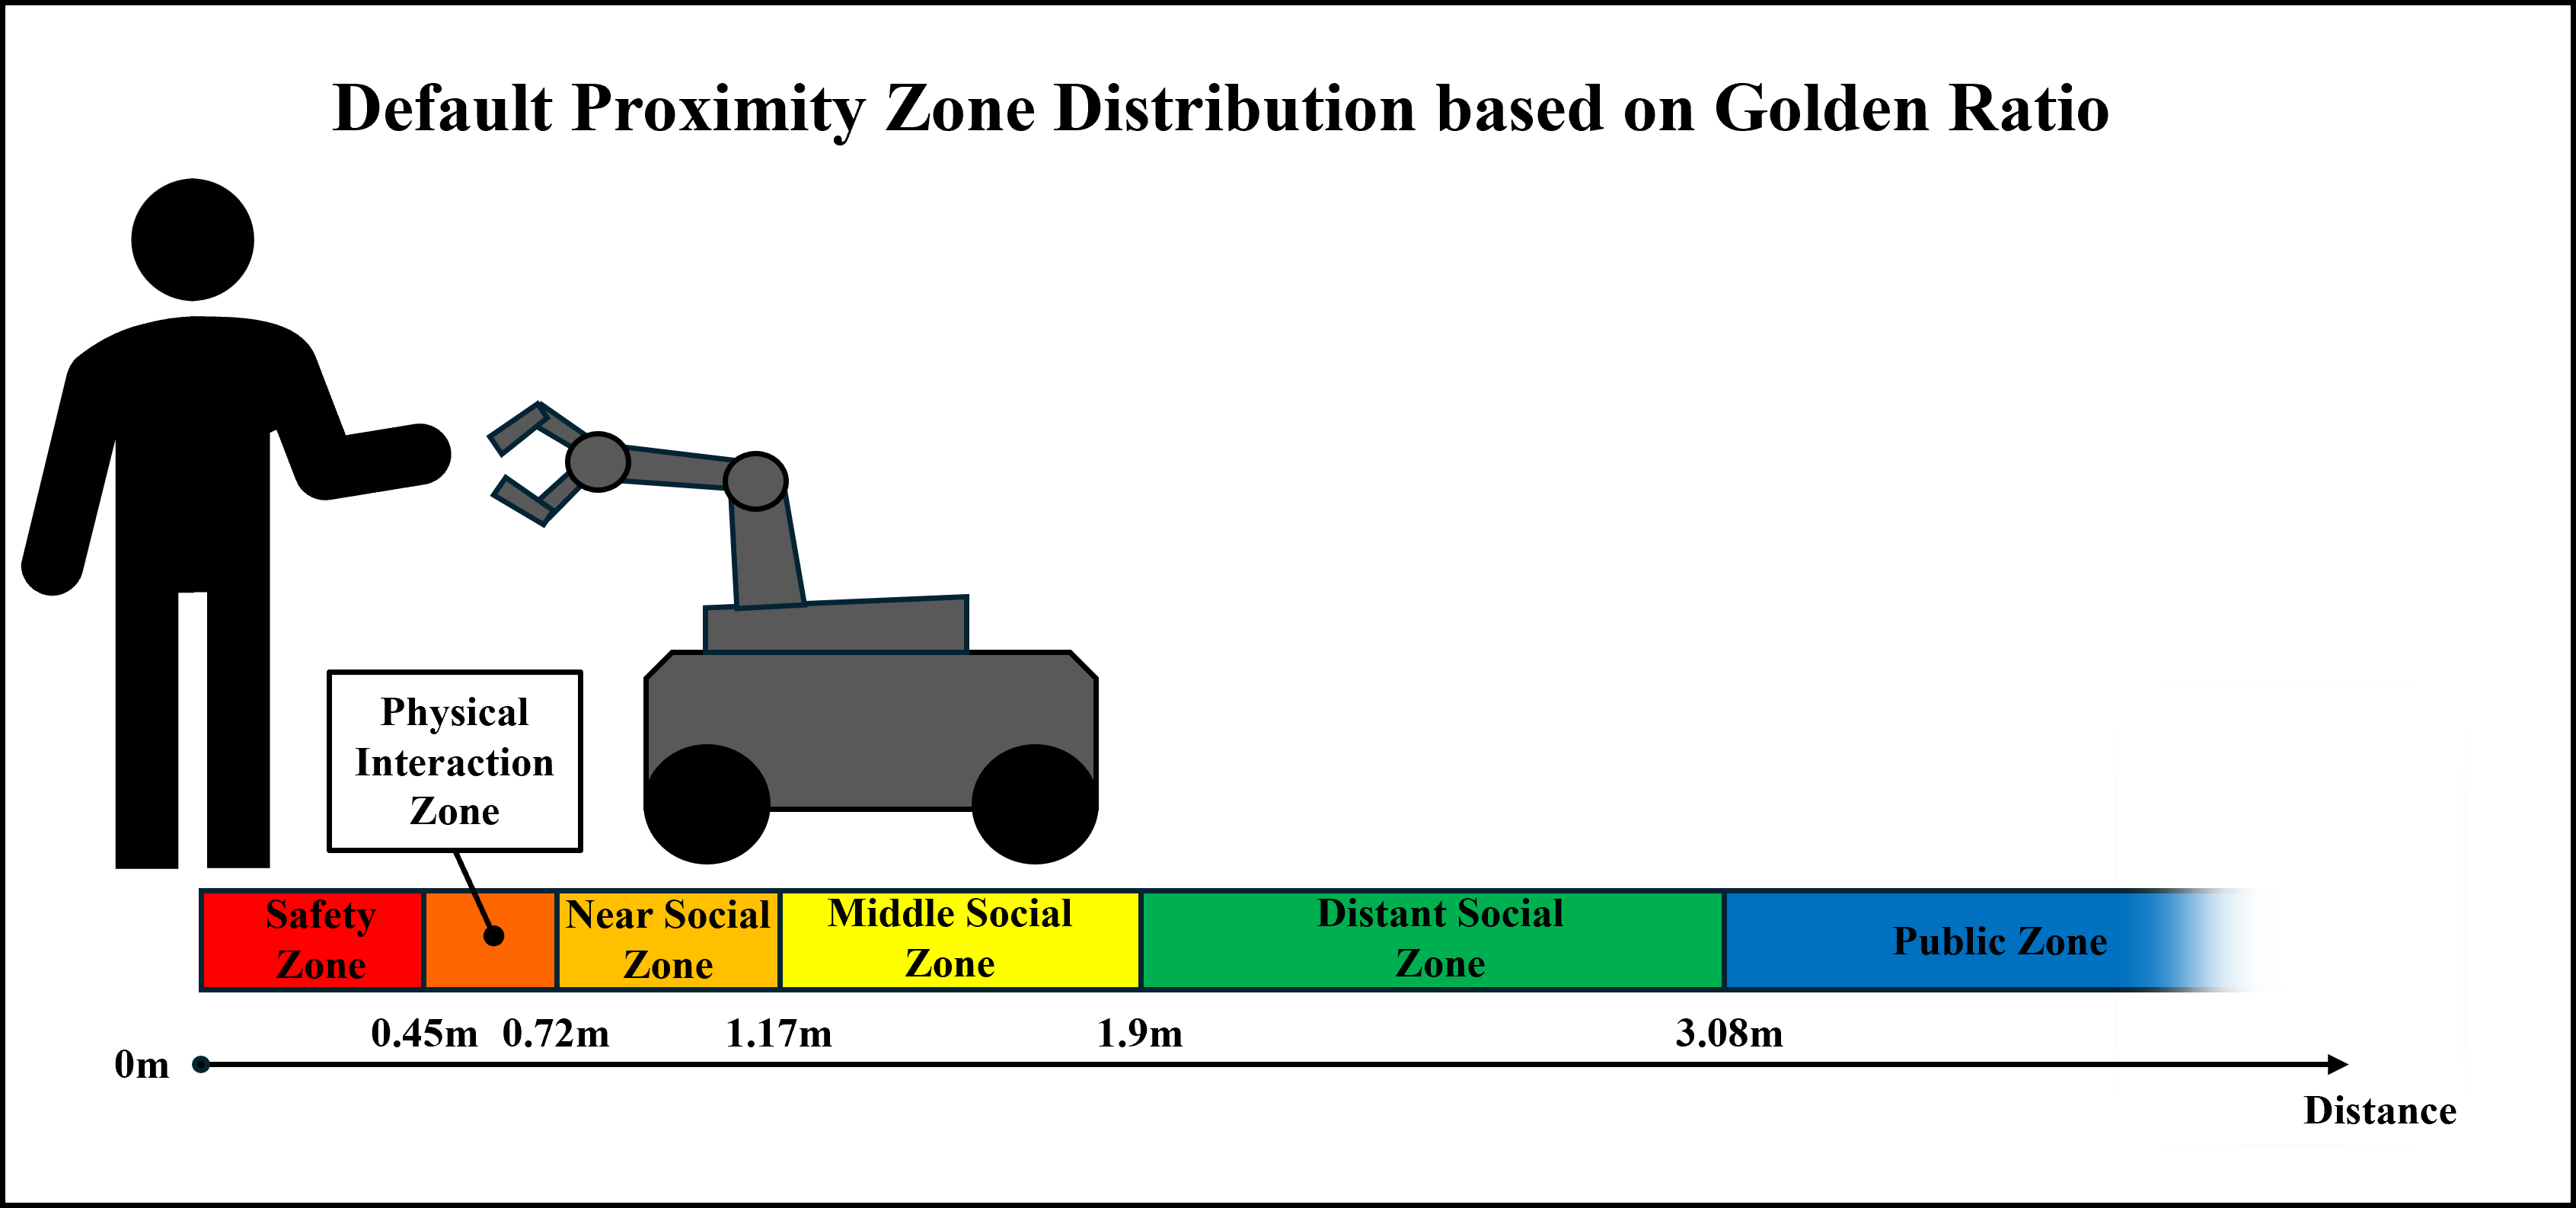 Default Proximity Zone Distribution based on Golden Ratio
Physical
Interaction
Zone
Safety
Zone
Near Social
Zone
Middle Social
Zone
Distant Social
Zone
Public Zone
0.45m 0.72m 1.17m 1.9m 3.08m
0m
Distance